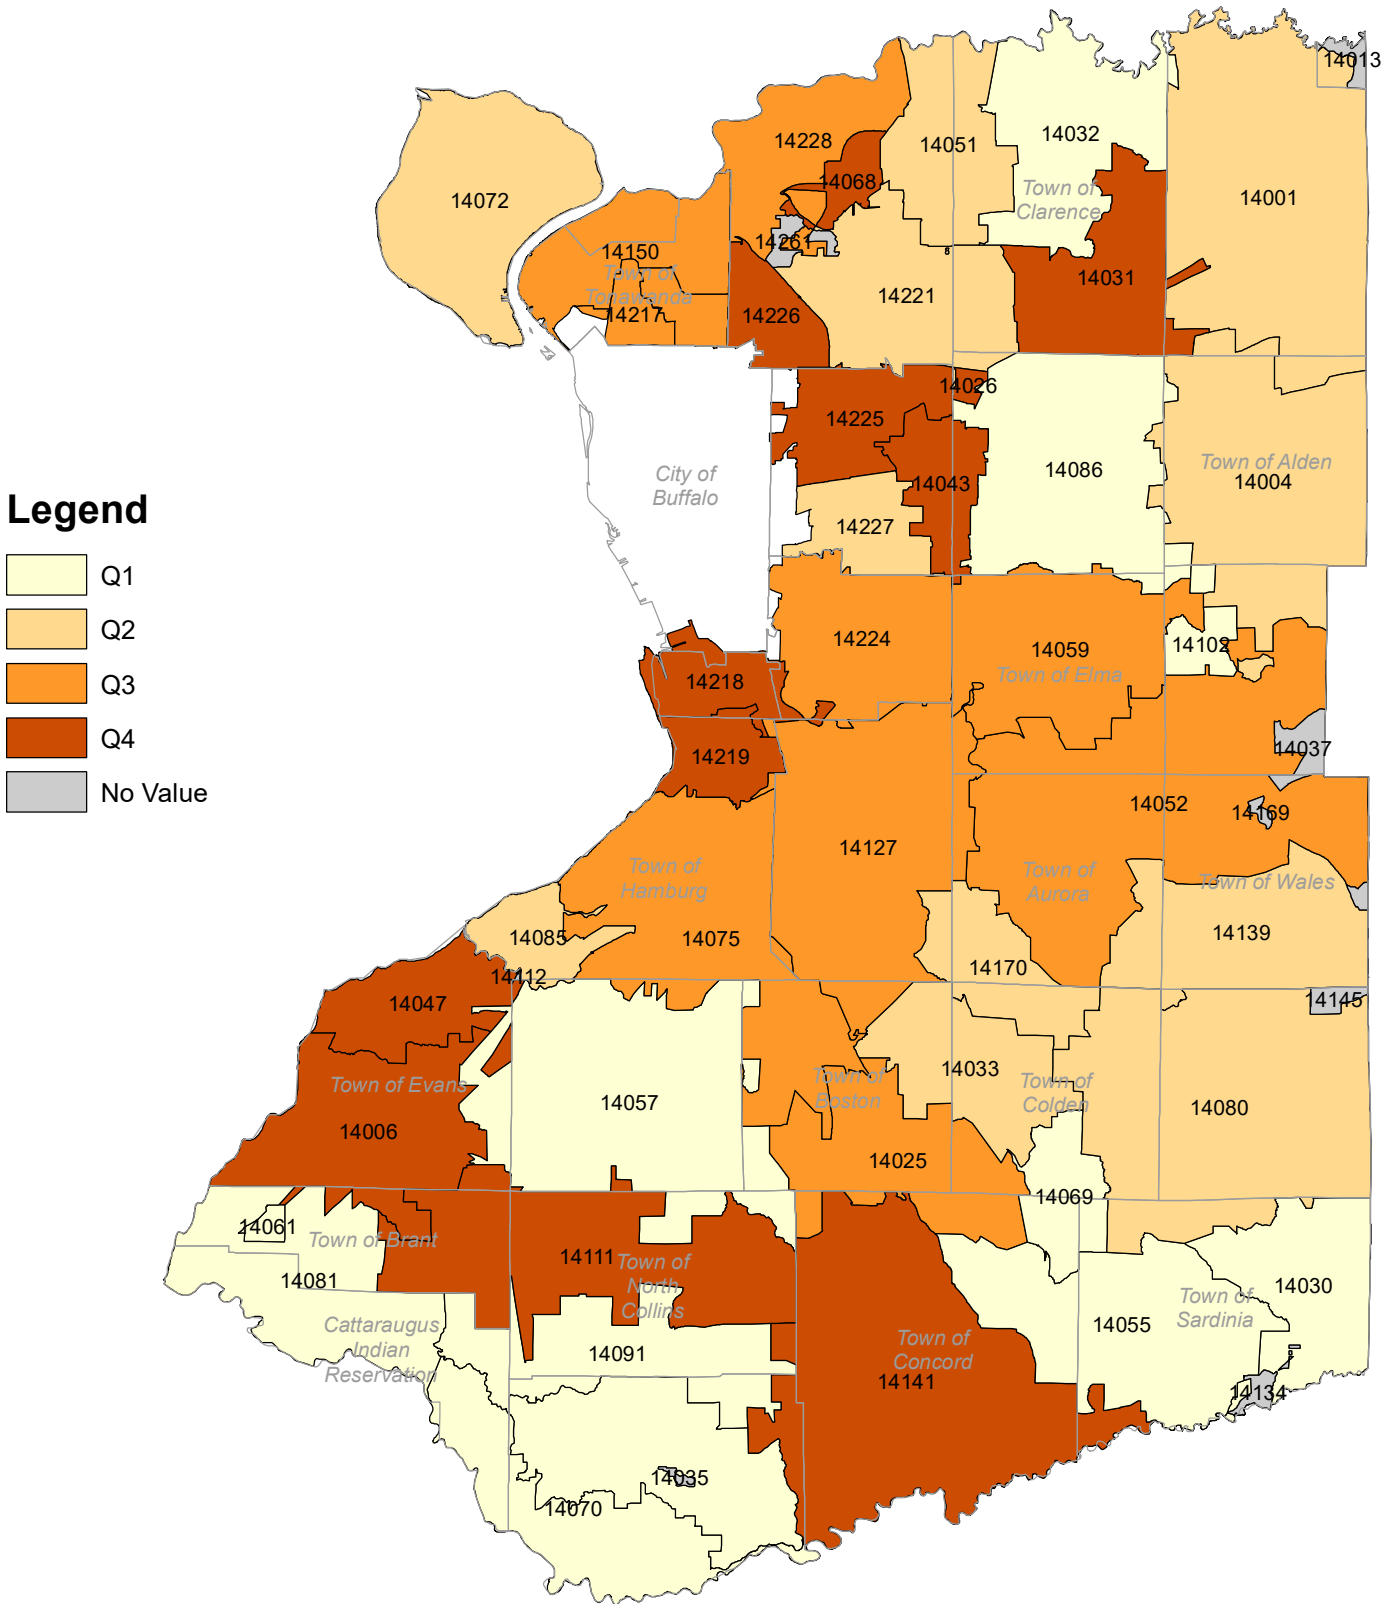 14013
14228
14032
14051
14068
14001
14072
Town of
Clarence
14261
14150
Town of
Tonawanda
14031
14221
14217
14226
14026
14225
14086
Town of Alden
14004
City of
Buffalo
14043
Legend
14227
Q1
Q2
14224
14059
14102
Town of Elma
Q3
14218
Q4
14219
14037
No Value
14052
14169
14127
Town of
Hamburg
Town of
Aurora
Town of Wales
14085
14075
14139
14170
14112
14047
14145
14033
Town of Evans
Town of
Boston
Town of
Colden
14057
14080
14006
14025
14069
14061
Town of Brant
14111
Town of
North
Collins
14081
14030
Town of
Sardinia
14055
Cattaraugus
Indian
Reservation
Town of
Concord
14091
14141
14134
14035
14070